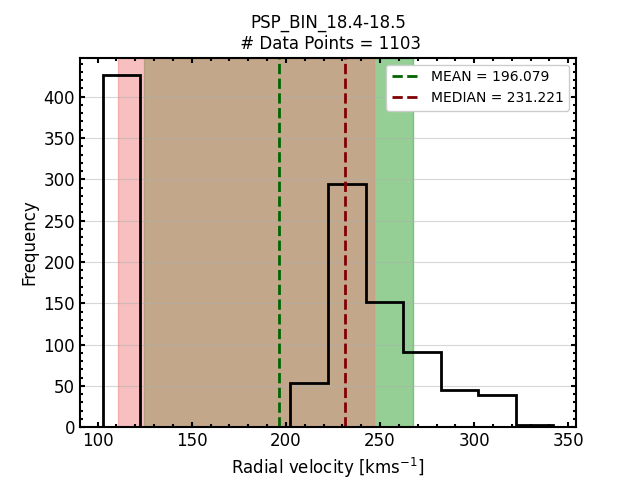 PSP_BIN_18.4-18.5
# Data Points = 1103
MEAN = 196.079
MEDIAN = 231.221
Frequency
400
350
300
250
200
150
100
50
0
100 150 200 250 300 350
Radial velocity [kms⁻¹]